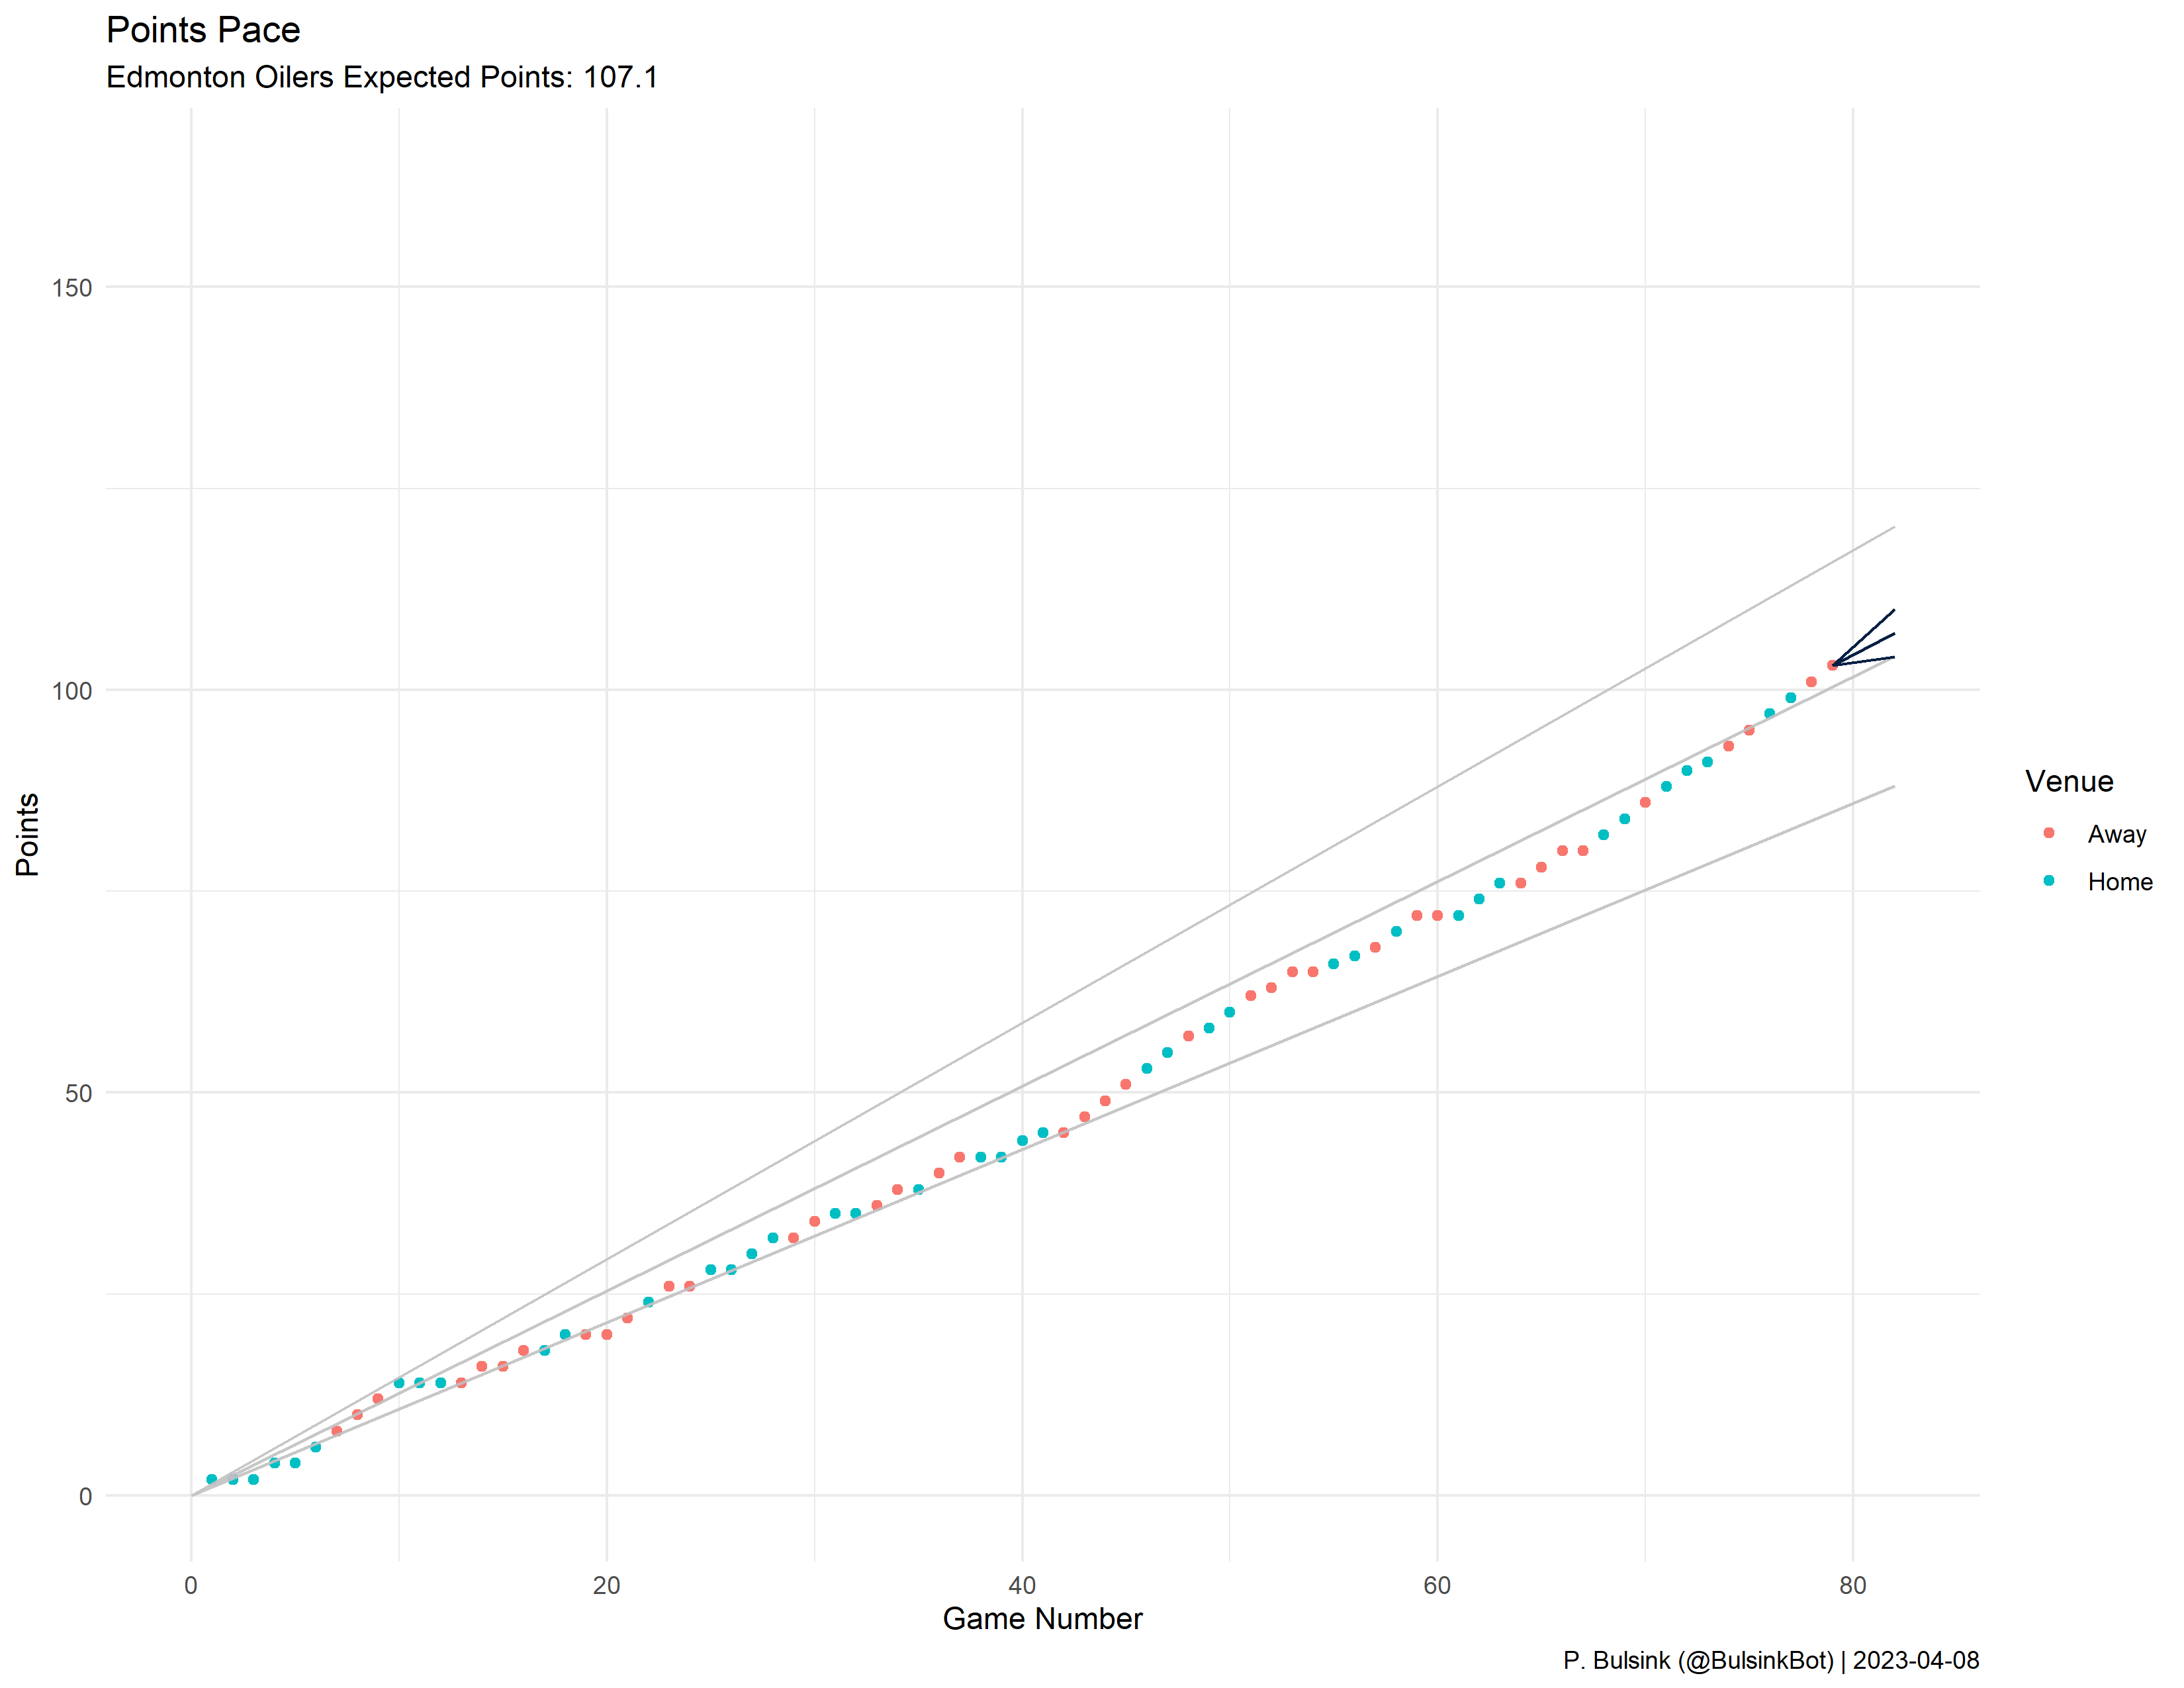 Points Pace
Edmonton Oilers Expected Points: 107.1
150
100
50
0
Points
0 20 40 60 80
Game Number
Venue
Away
Home
P. Bulsink (@BulsinkBot) | 2023-04-08